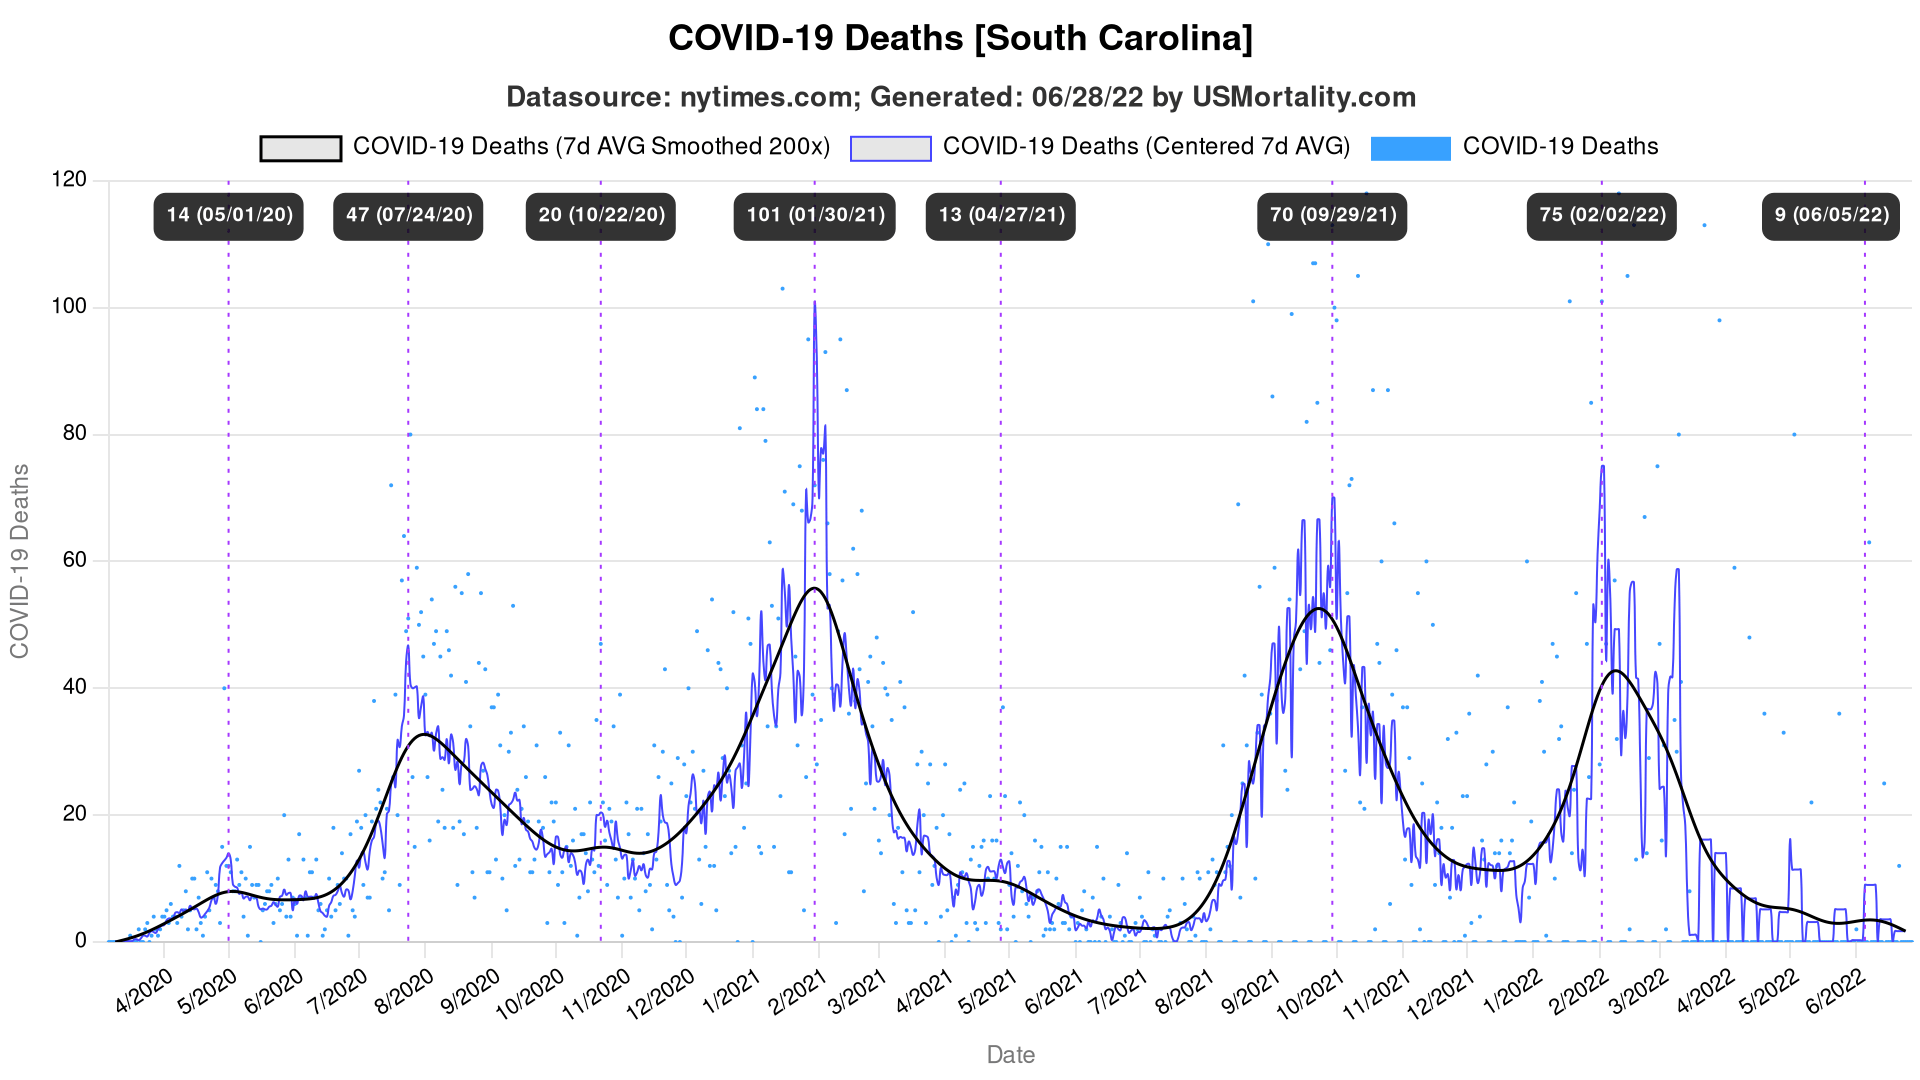 COVID-19 Deaths [South Carolina]
Datasource: nytimes.com; Generated: 06/28/22 by USMortality.com
COVID-19 Deaths (7d AVG Smoothed 200x) COVID-19 Deaths (Centered 7d AVG) COVID-19 Deaths
14 (05/01/20) 47 (07/24/20) 20 (10/22/20) 101 (01/30/21) 13 (04/27/21) 70 (09/29/21) 75 (02/02/22) 9 (06/05/22)
120
100
80
60
40
20
0
COVID-19 Deaths
4/2020 5/2020 6/2020 7/2020 8/2020 9/2020 10/2020 11/2020 12/2020 1/2021 2/2021 3/2021 4/2021 5/2021 6/2021 7/2021 8/2021 9/2021 10/2021 11/2021 12/2021 1/2022 2/2022 3/2022 4/2022 5/2022 6/2022
Date